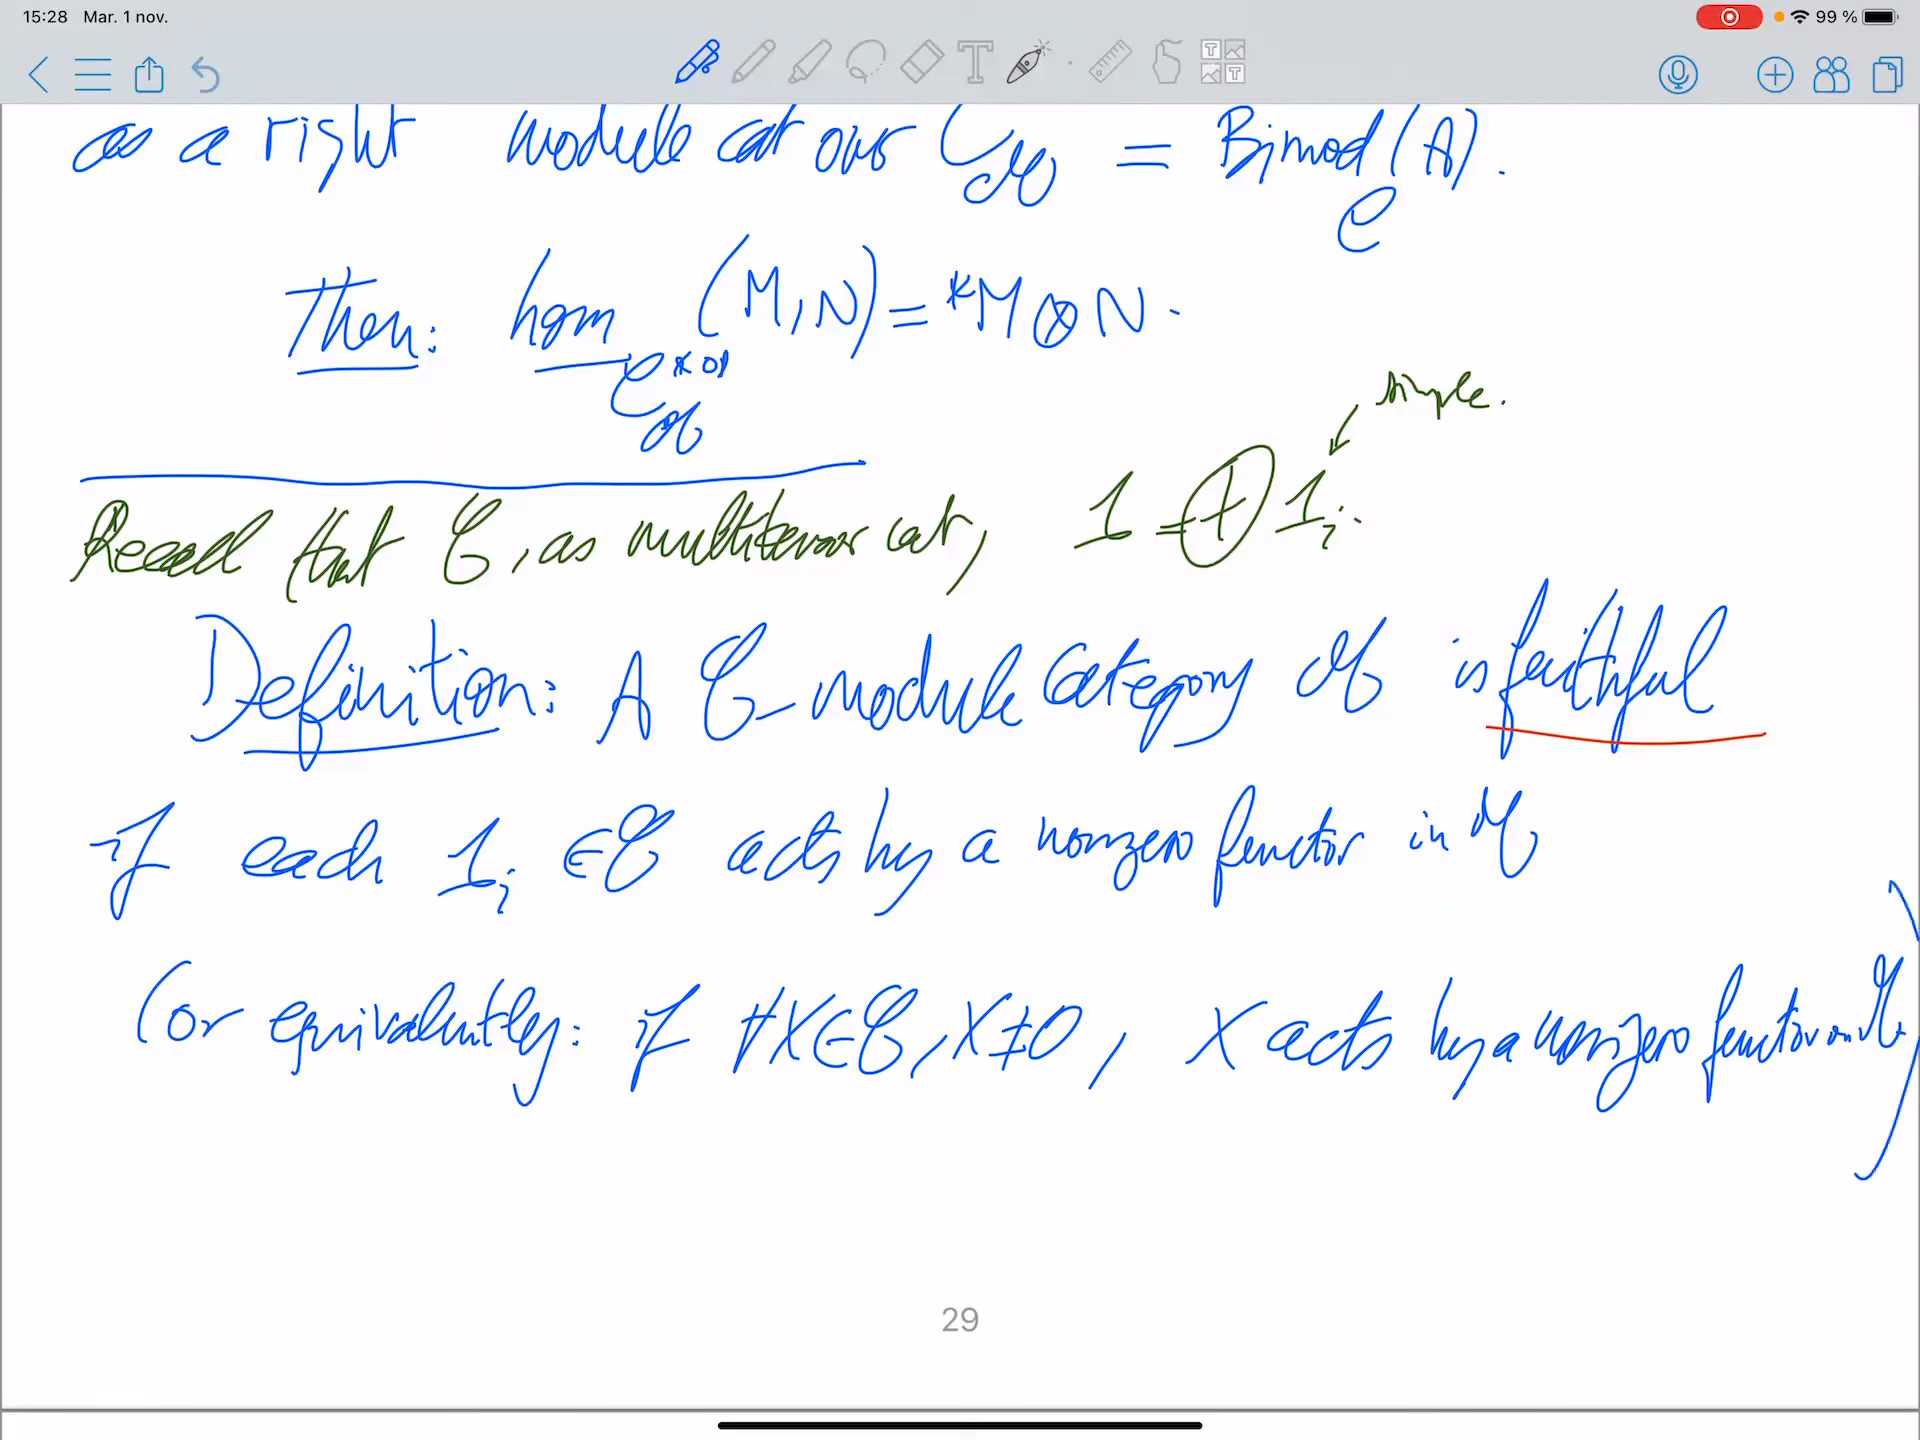 15:28 Mar. 1 nov. 99 %
as a right module cat over C_M = Bimod_C(A).
Then: hom_{C_M^{* op}} (M,N) = *M ⊗ N.
simple.
Recall that C, as multitensor cat, 1 = ⊕ 1_i.
Definition: A C-module category M is faithful
if each 1_i ∈ C acts by a nonzero functor in M
(or equivalently: if ∀X∈C, X≠0, X acts by a nonzero functor on M.)
29